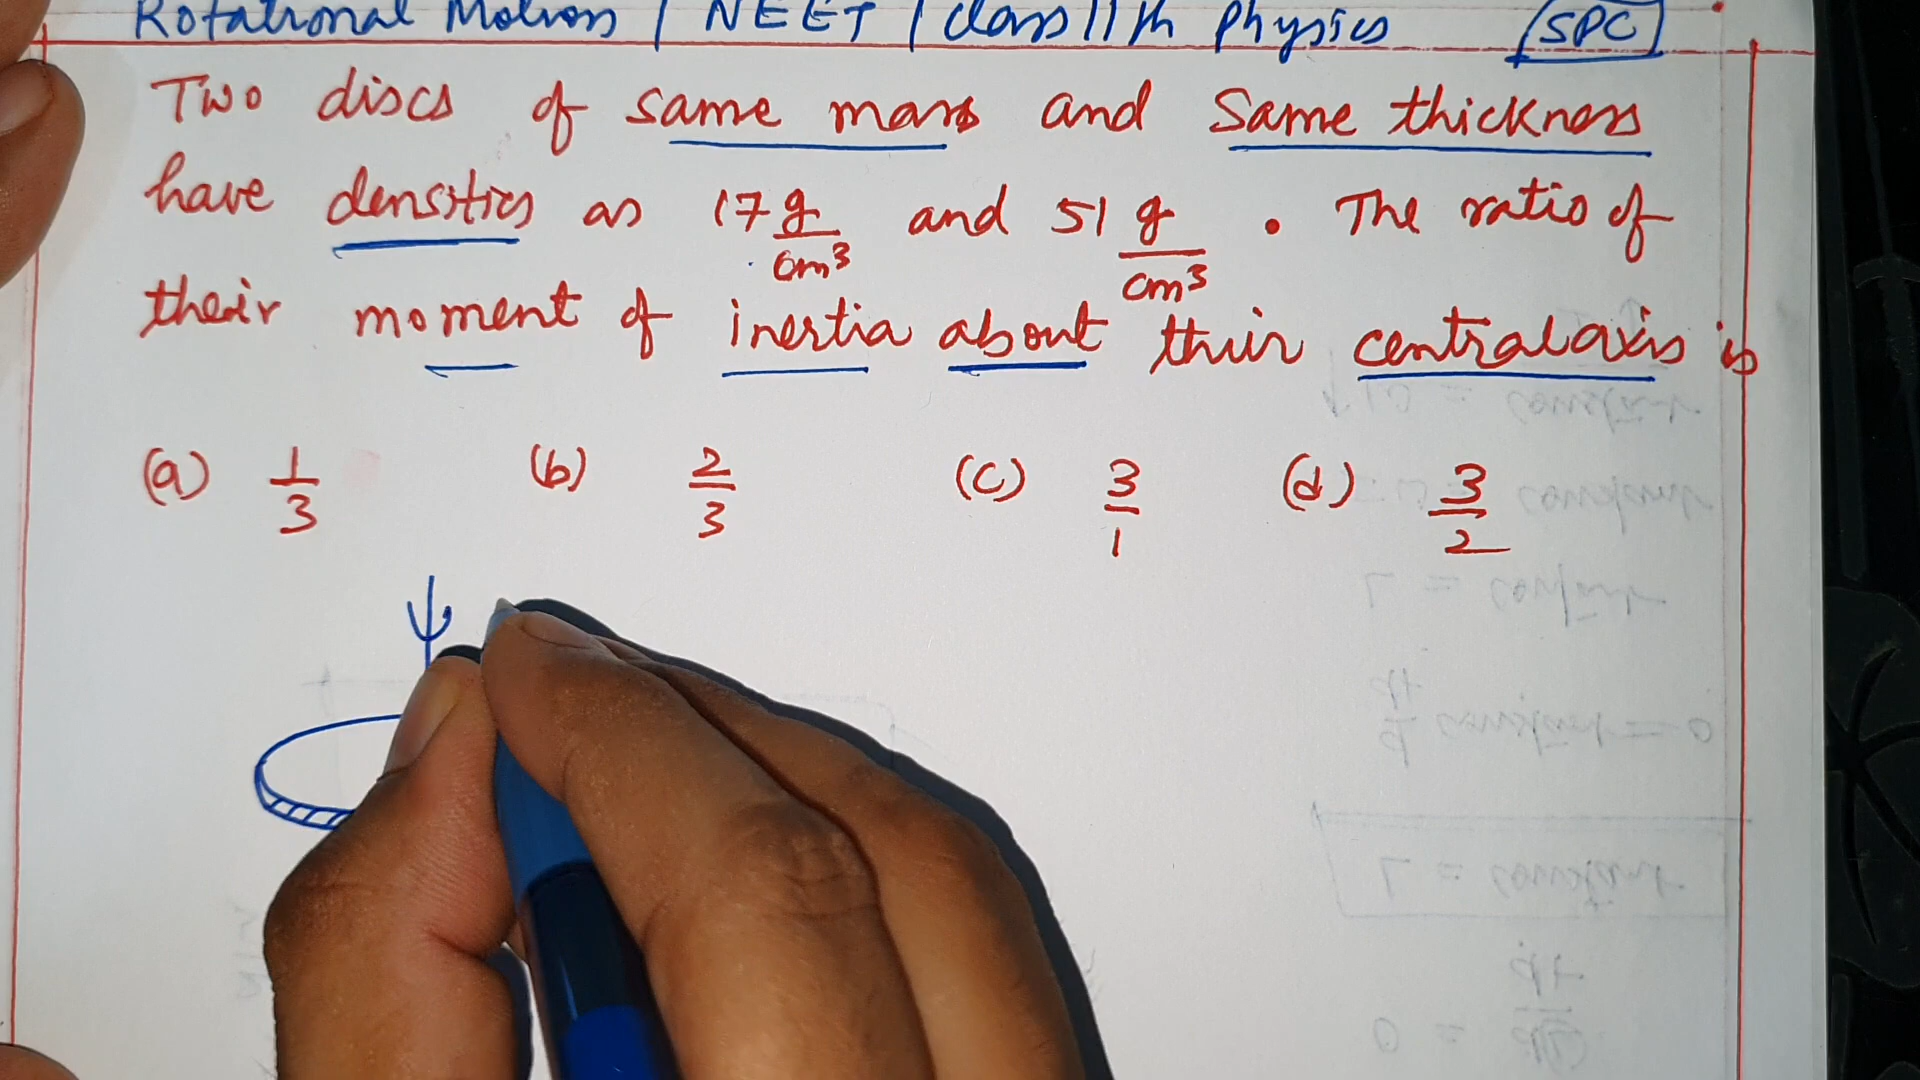 Rotational Motion / NEET / class 11th Physics SPC
Two discs of same mass and same thickness
have densities as 17 g/cm³ and 51 g/cm³ . The ratio of
their moment of inertia about their central axis is
(a) 1/3 (b) 2/3 (c) 3/1 (d) 3/2